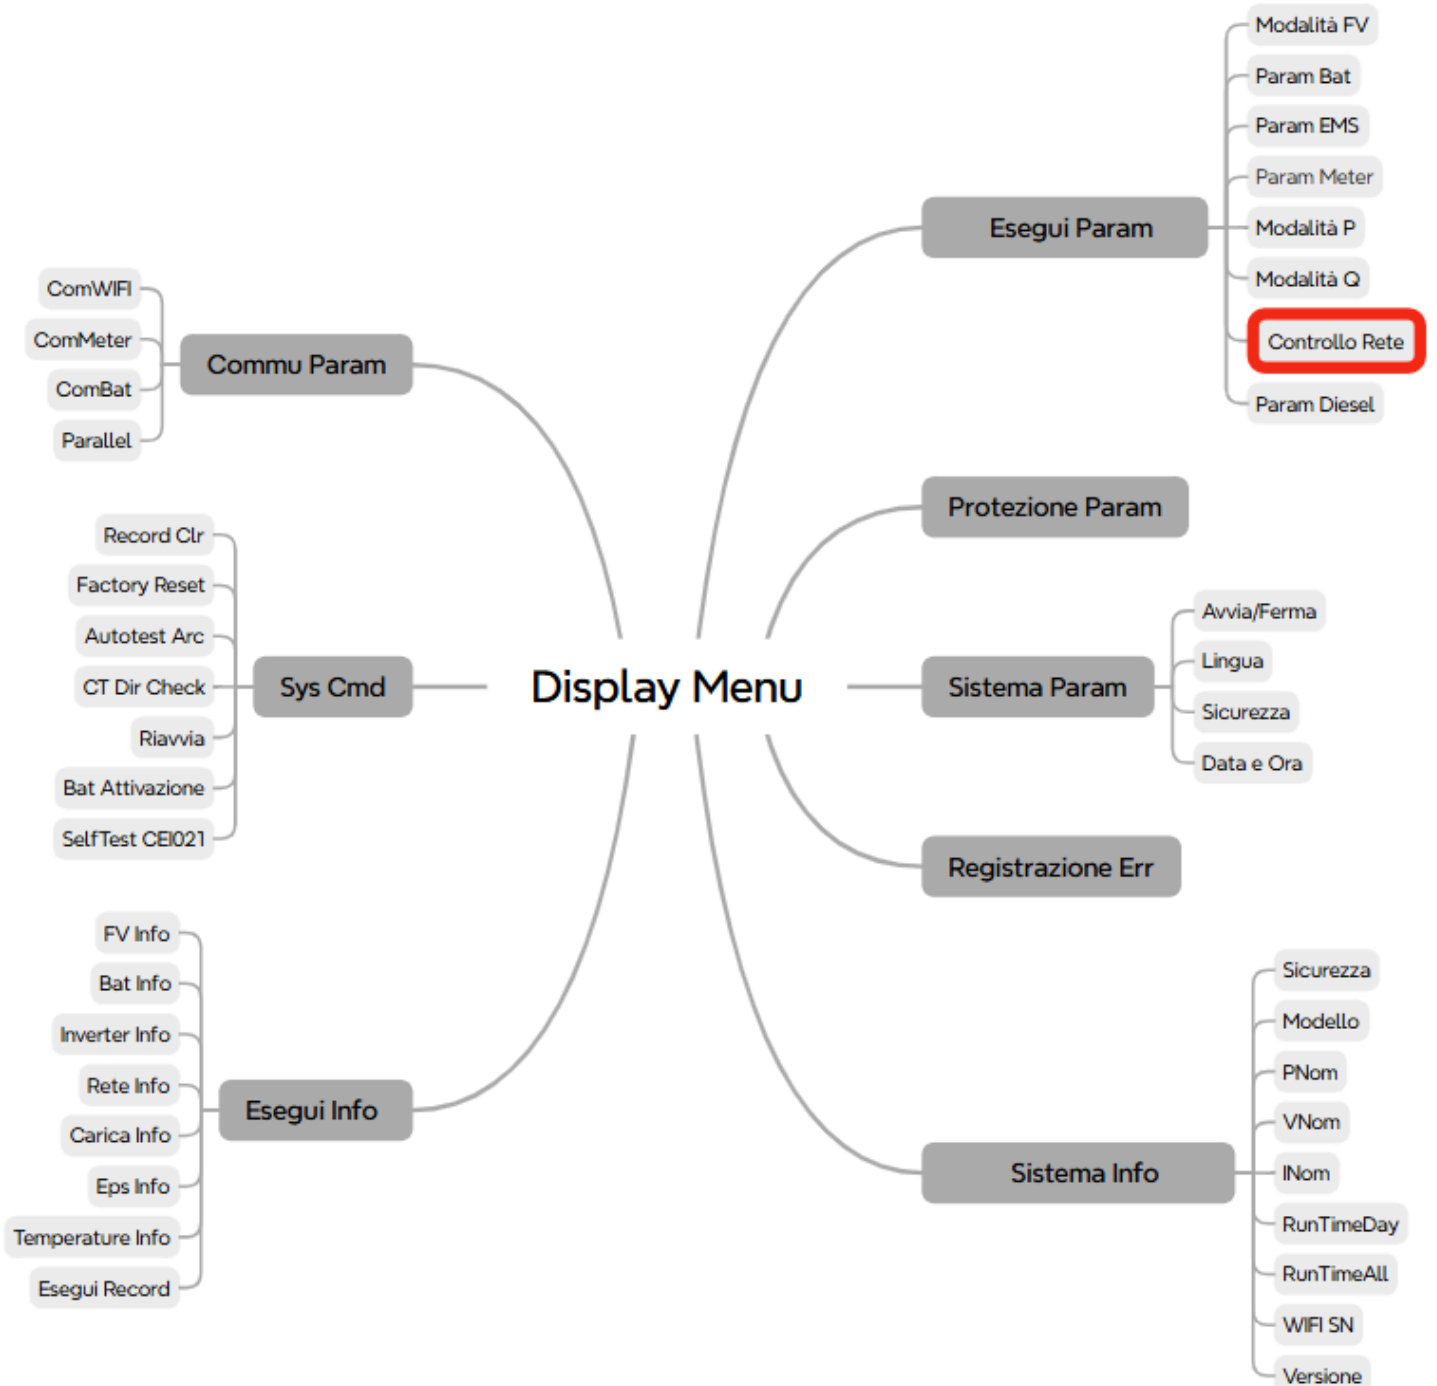 Display Menu
Commu Param
ComWIFI
ComMeter
ComBat
Parallel
Sys Cmd
Record Clr
Factory Reset
Autotest Arc
CT Dir Check
Riavvia
Bat Attivazione
SelfTest CEI021
Esegui Info
FV Info
Bat Info
Inverter Info
Rete Info
Carica Info
Eps Info
Temperature Info
Esegui Record
Esegui Param
Modalità FV
Param Bat
Param EMS
Param Meter
Modalità P
Modalità Q
Controllo Rete
Param Diesel
Protezione Param
Sistema Param
Avvia/Ferma
Lingua
Sicurezza
Data e Ora
Registrazione Err
Sistema Info
Sicurezza
Modello
PNom
VNom
INom
RunTimeDay
RunTimeAll
WIFI SN
Versione